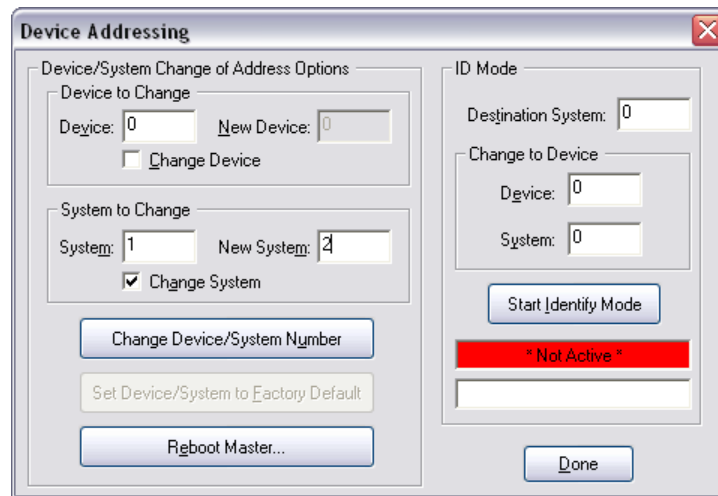 Device Addressing
Device/System Change of Address Options
Device to Change
Device: 0 New Device: 0
Change Device
System to Change
System: 1 New System: 2
Change System
Change Device/System Number
Set Device/System to Factory Default
Reboot Master...
ID Mode
Destination System: 0
Change to Device
Device: 0
System: 0
Start Identify Mode
* Not Active *
Done